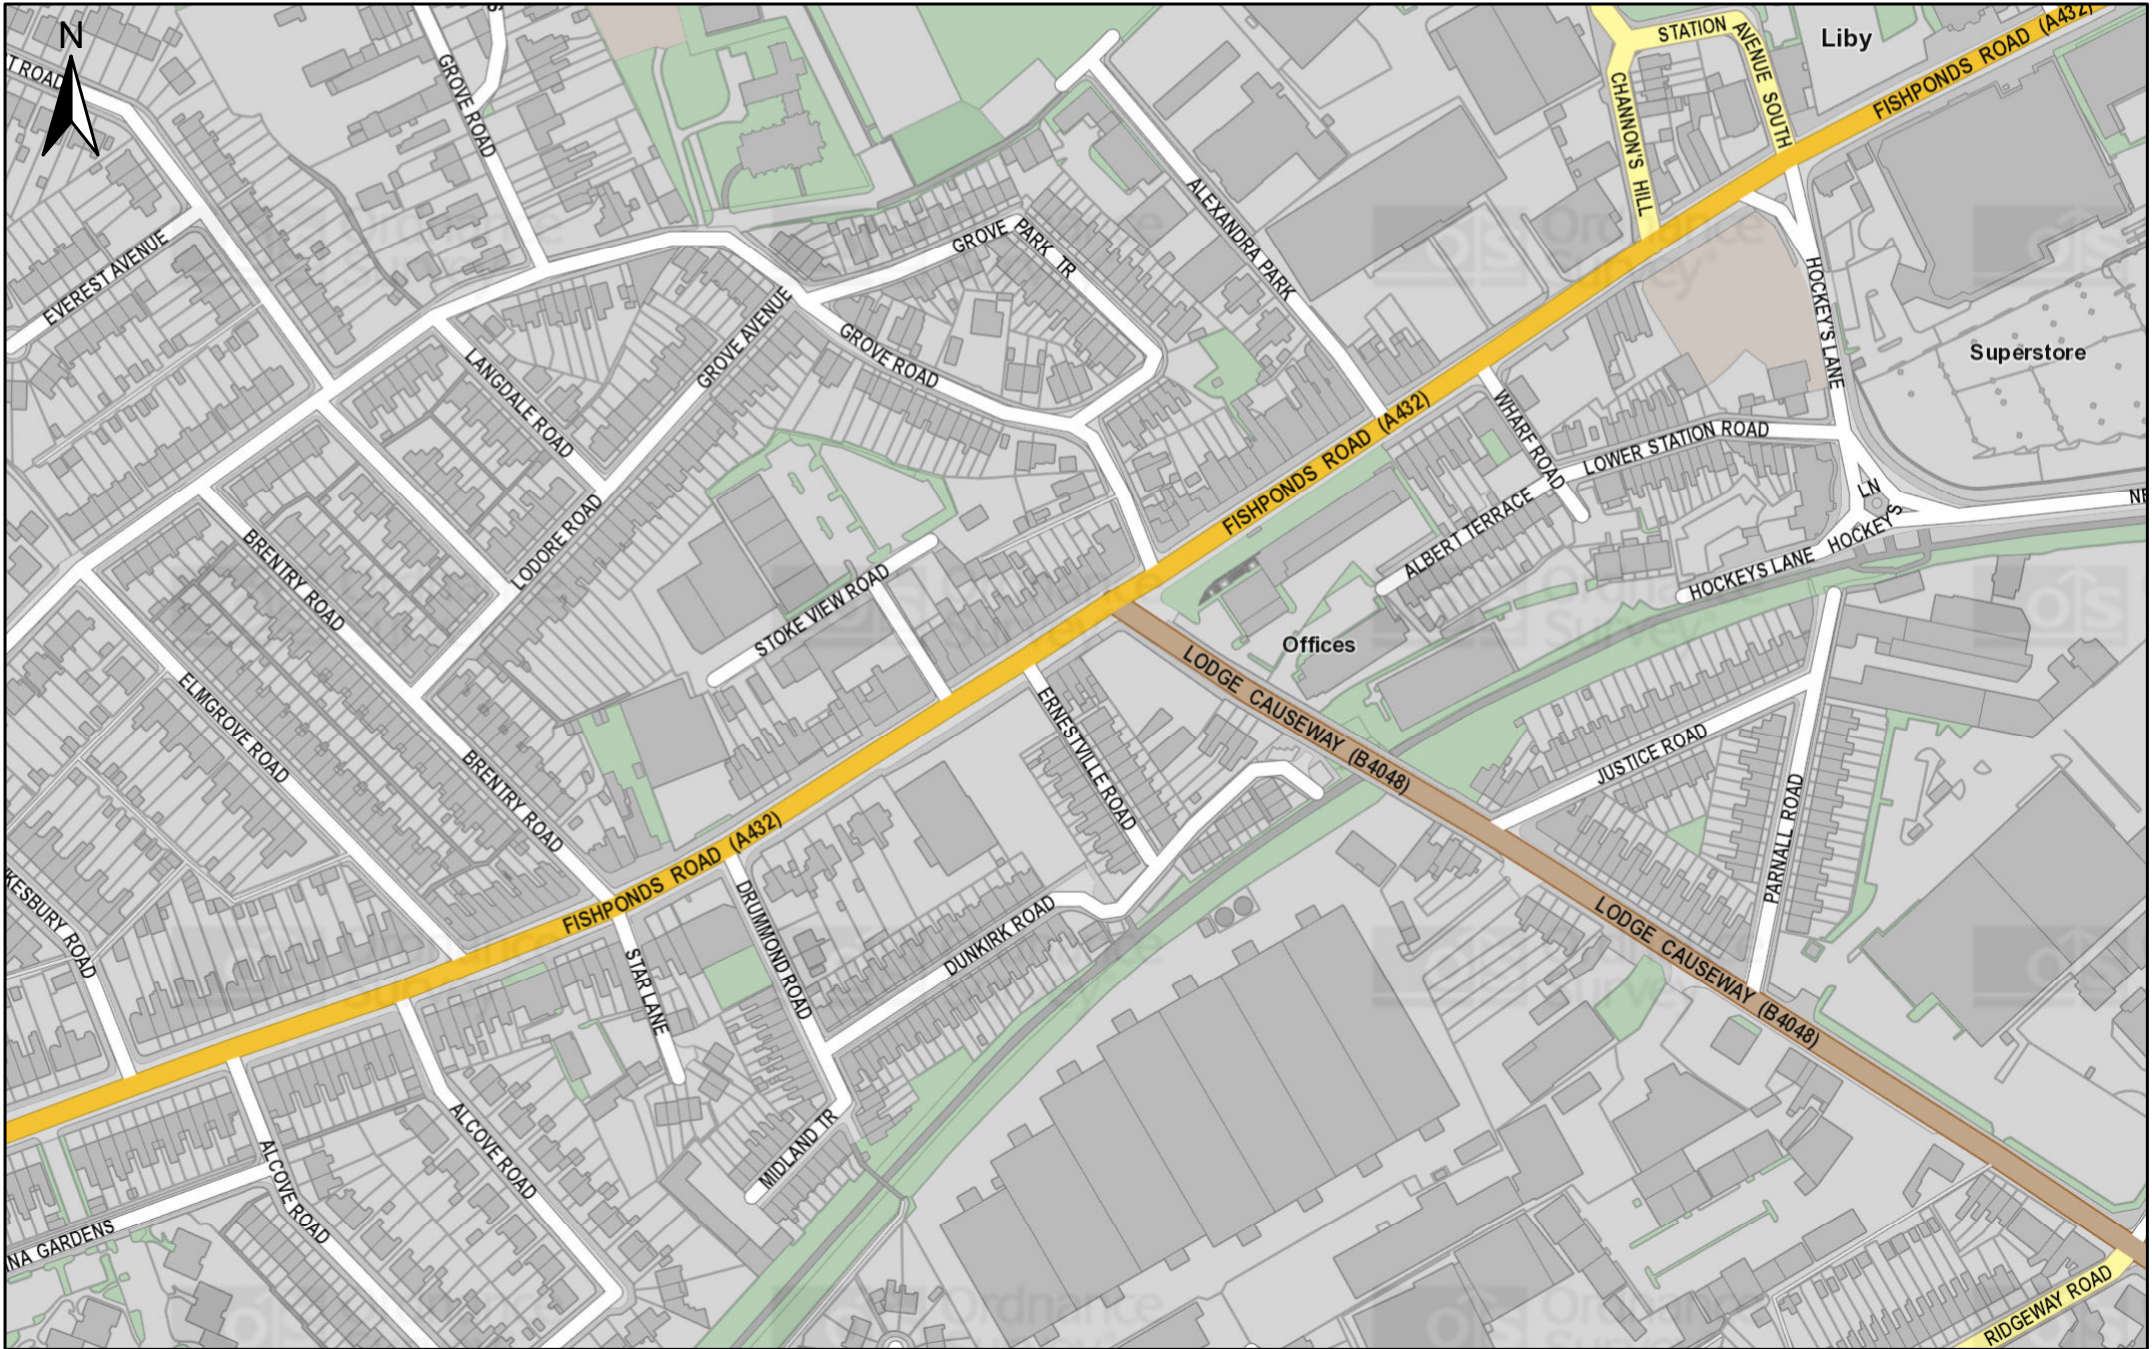 N
STATION AVENUE SOUTH
Liby
FISHPONDS ROAD (A432)
T ROAD
GROVE ROAD
CHANNON'S HILL
ALEXANDRA PARK
EVEREST AVENUE
GROVE PARK TR
HOCKEY'S LANE
GROVE AVENUE
GROVE ROAD
LANGDALE ROAD
Superstore
WHARF ROAD
FISHPONDS ROAD (A432)
LOWER STATION ROAD
LN
HOCKEYS
NE
ALBERT TERRACE
LODORE ROAD
BRENTRY ROAD
HOCKEYS LANE
STOKE VIEW ROAD
Offices
LODGE CAUSEWAY (B4048)
ERNESTVILLE ROAD
ELMGROVE ROAD
JUSTICE ROAD
BRENTRY ROAD
PARNALL ROAD
FISHPONDS ROAD (A432)
KESBURY ROAD
DRUMMOND ROAD
DUNKIRK ROAD
LODGE CAUSEWAY (B4048)
STAR LANE
MIDLAND TR
ALCOVE ROAD
ALCOVE ROAD
NA GARDENS
RIDGEWAY ROAD
Ordnance
Survey